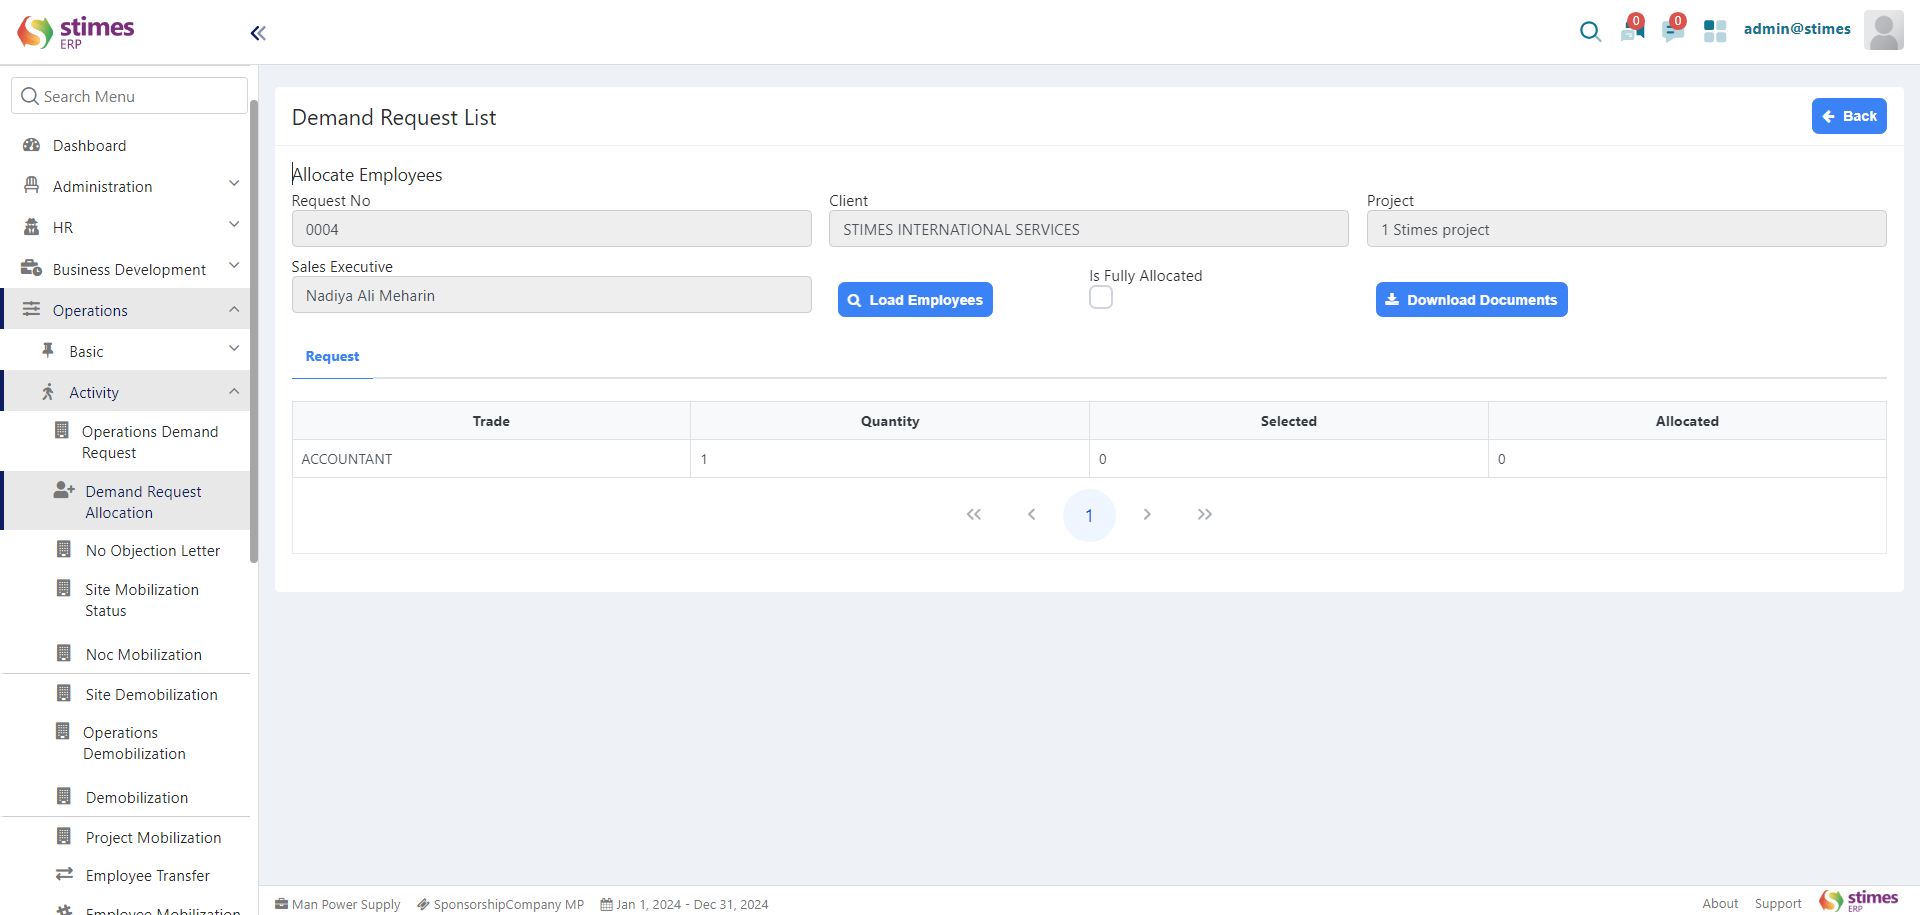 stimes
ERP
0
0
admin@stimes
Search Menu
Dashboard
Administration
HR
Business Development
Operations
Basic
Activity
Operations Demand
Request
Demand Request
Allocation
No Objection Letter
Site Mobilization
Status
Noc Mobilization
Site Demobilization
Operations
Demobilization
Demobilization
Project Mobilization
Employee Transfer
Employee Mobilization
Demand Request List
Back
Allocate Employees
Request No
Client
Project
0004
STIMES INTERNATIONAL SERVICES
1 Stimes project
Sales Executive
Is Fully Allocated
Nadiya Ali Meharin
Load Employees
Download Documents
Request
Trade Quantity Selected Allocated
ACCOUNTANT 1 0 0
1
Man Power Supply SponsorshipCompany MP Jan 1, 2024 - Dec 31, 2024
About Support stimes
ERP